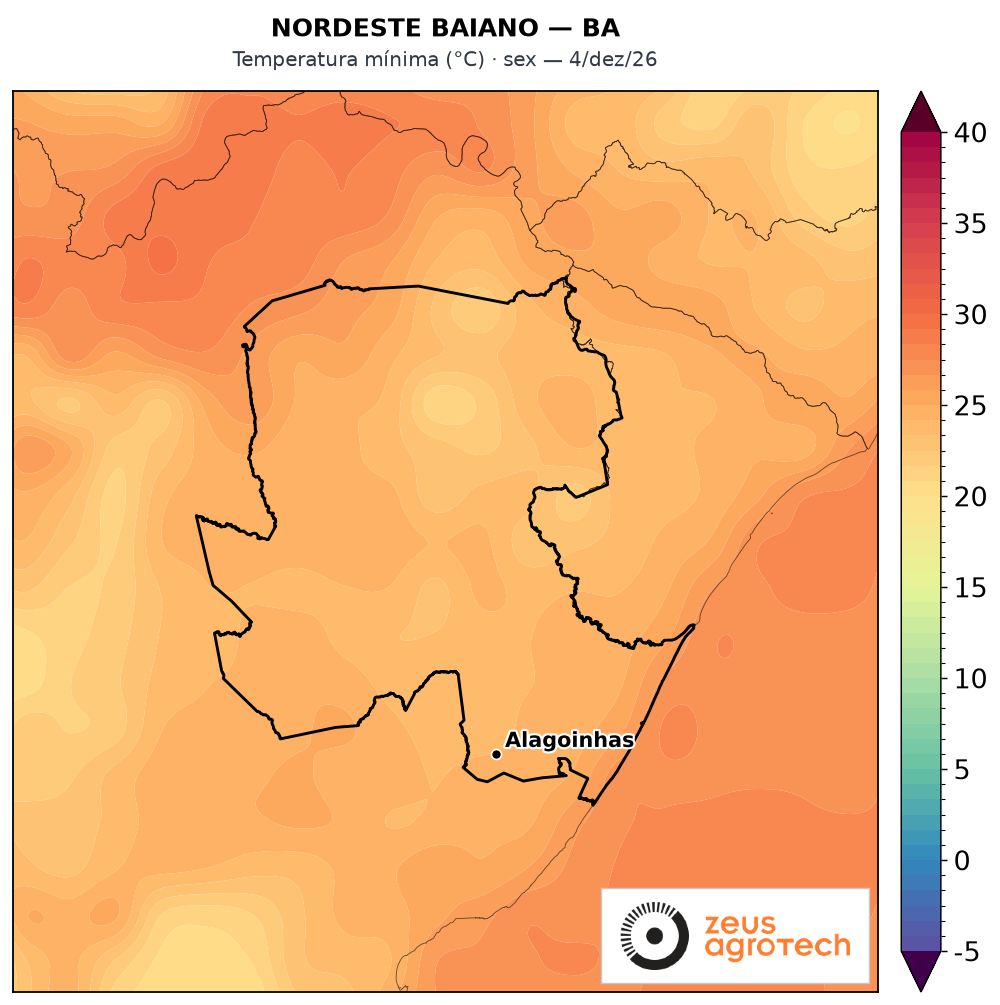 NORDESTE BAIANO — BA
Temperatura mínima (°C) · sex — 4/dez/26
40
35
30
25
20
15
10
5
0
-5
Alagoinhas
zeus
agrotech